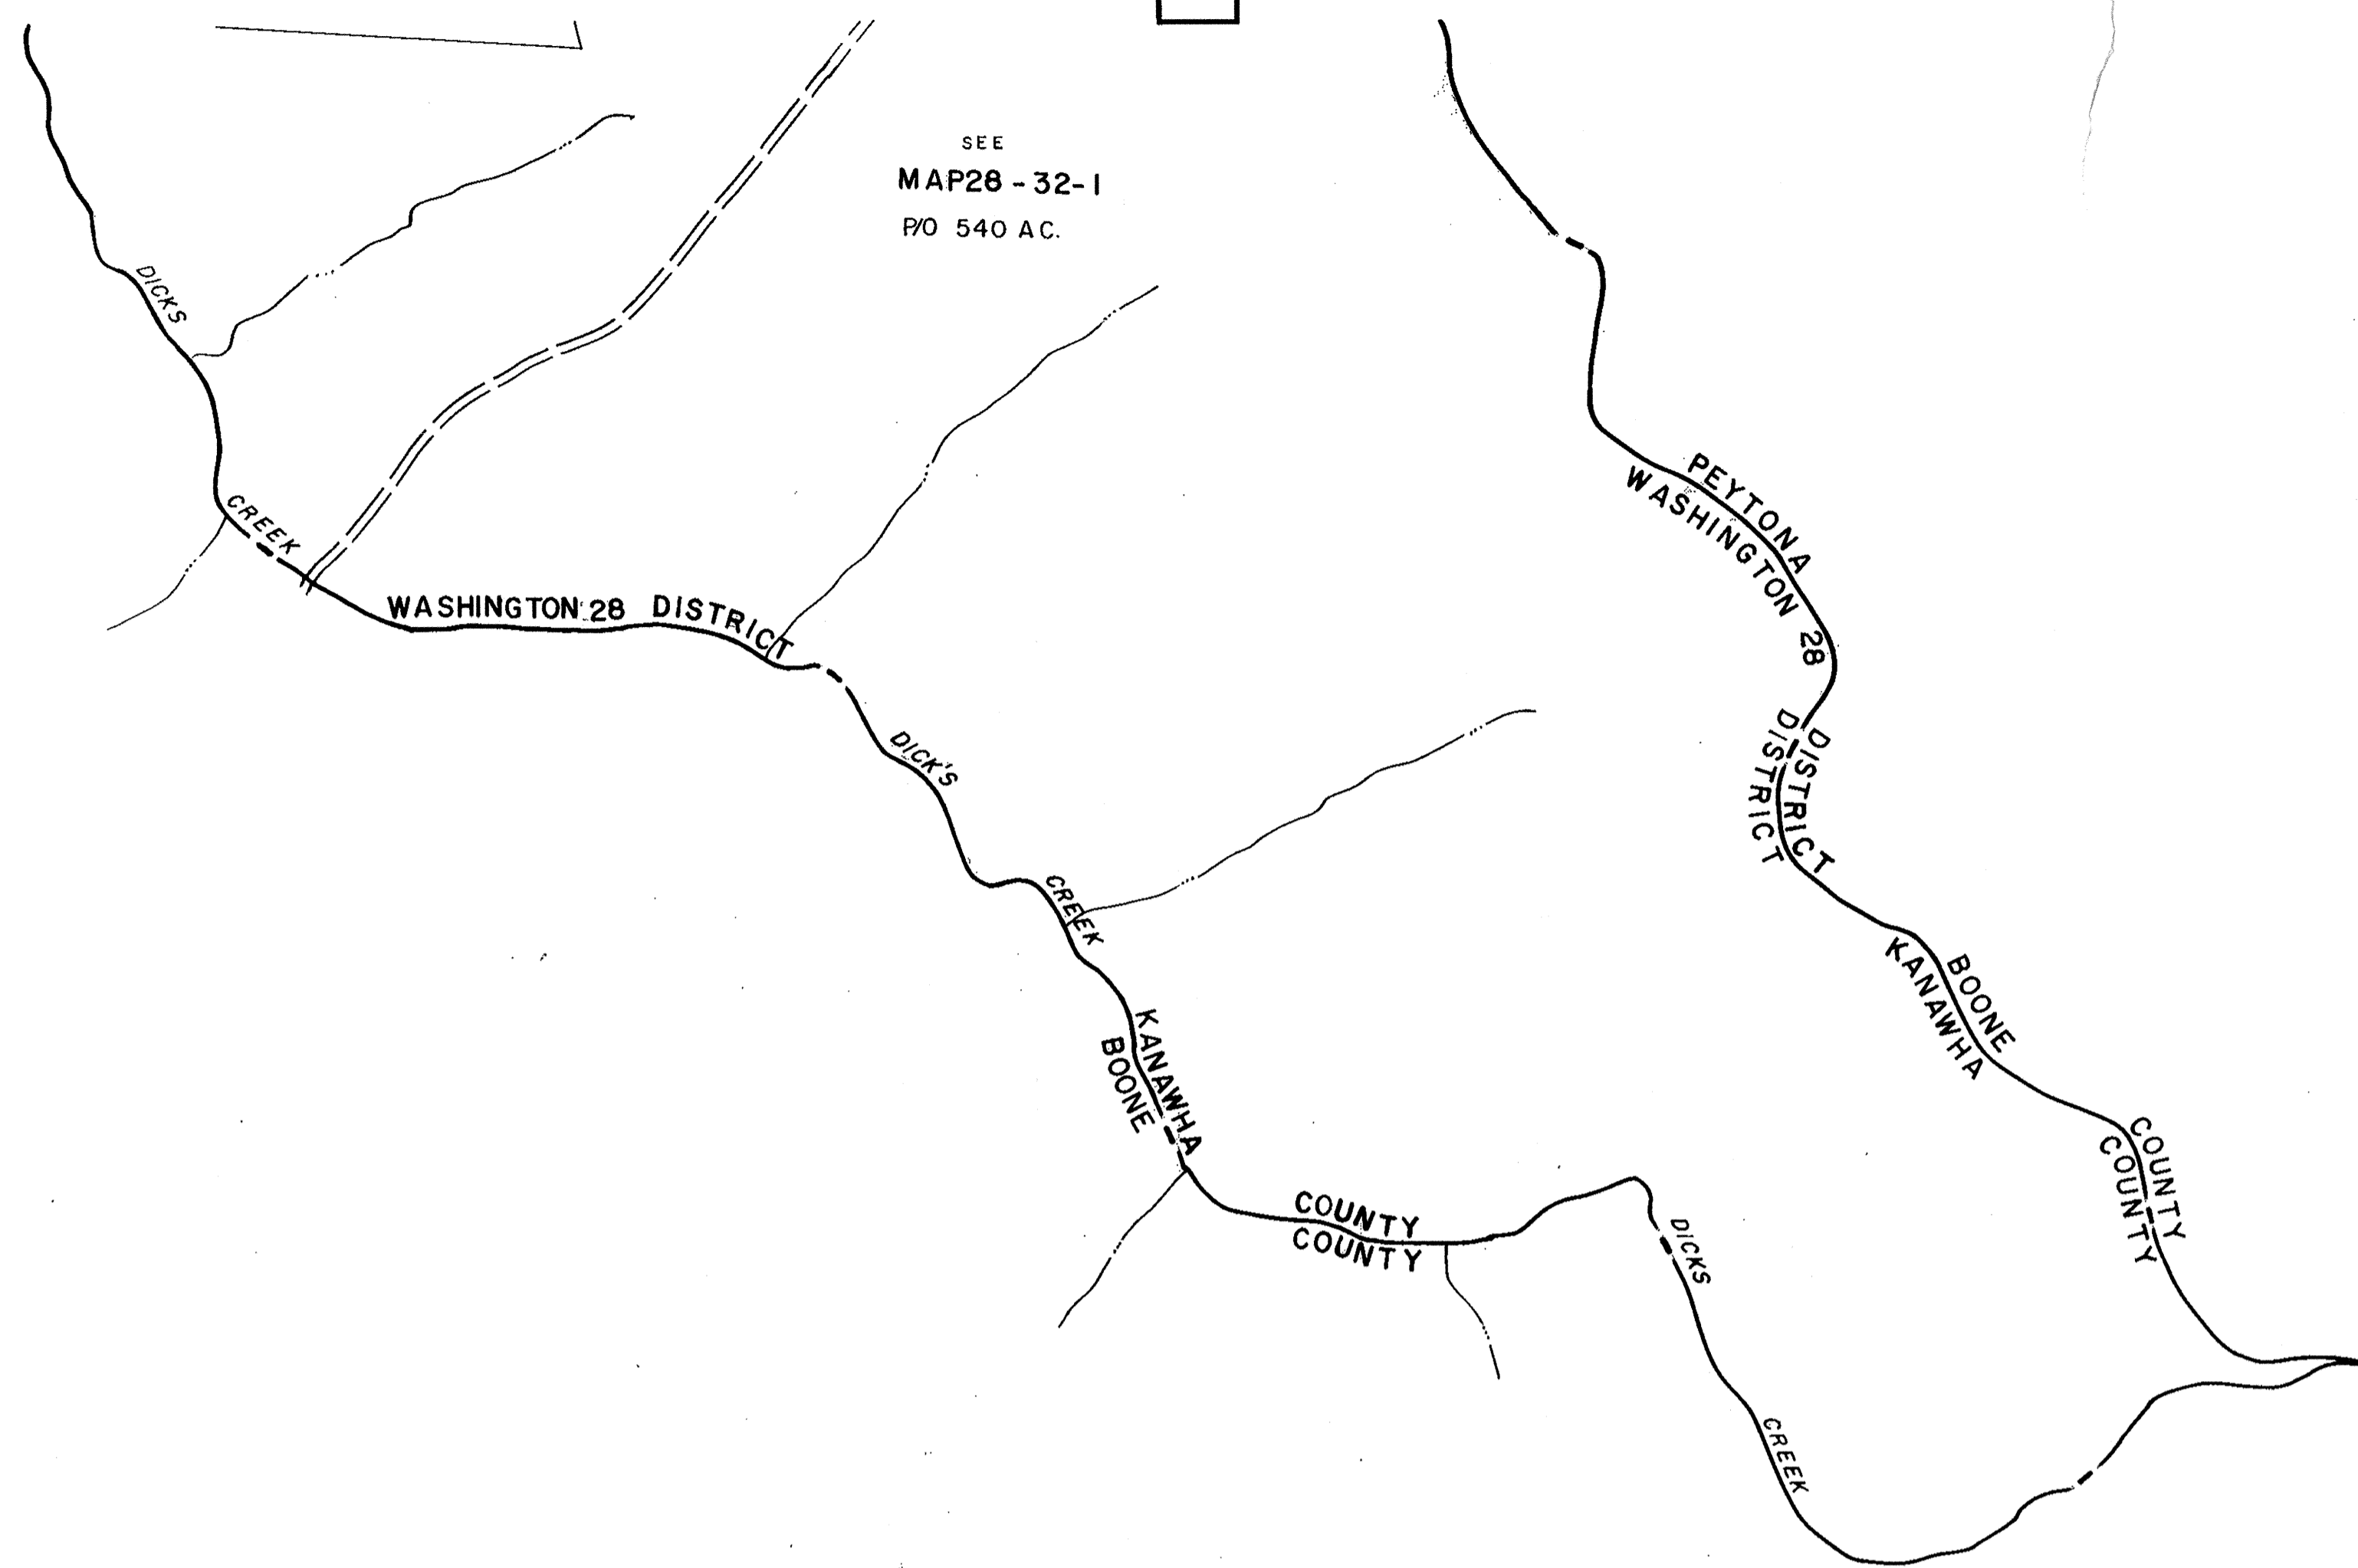 SEE
MAP28-32-1
P/O 540 AC.
DICKS
CREEK
WASHINGTON 28 DISTRICT
DICK'S
CREEK
KANAWHA
BOONE
COUNTY
COUNTY
DICKS
CREEK
PEYTONA
WASHINGTON 28
DISTRICT
DISTRICT
BOONE
KANAWHA
COUNTY
COUNTY